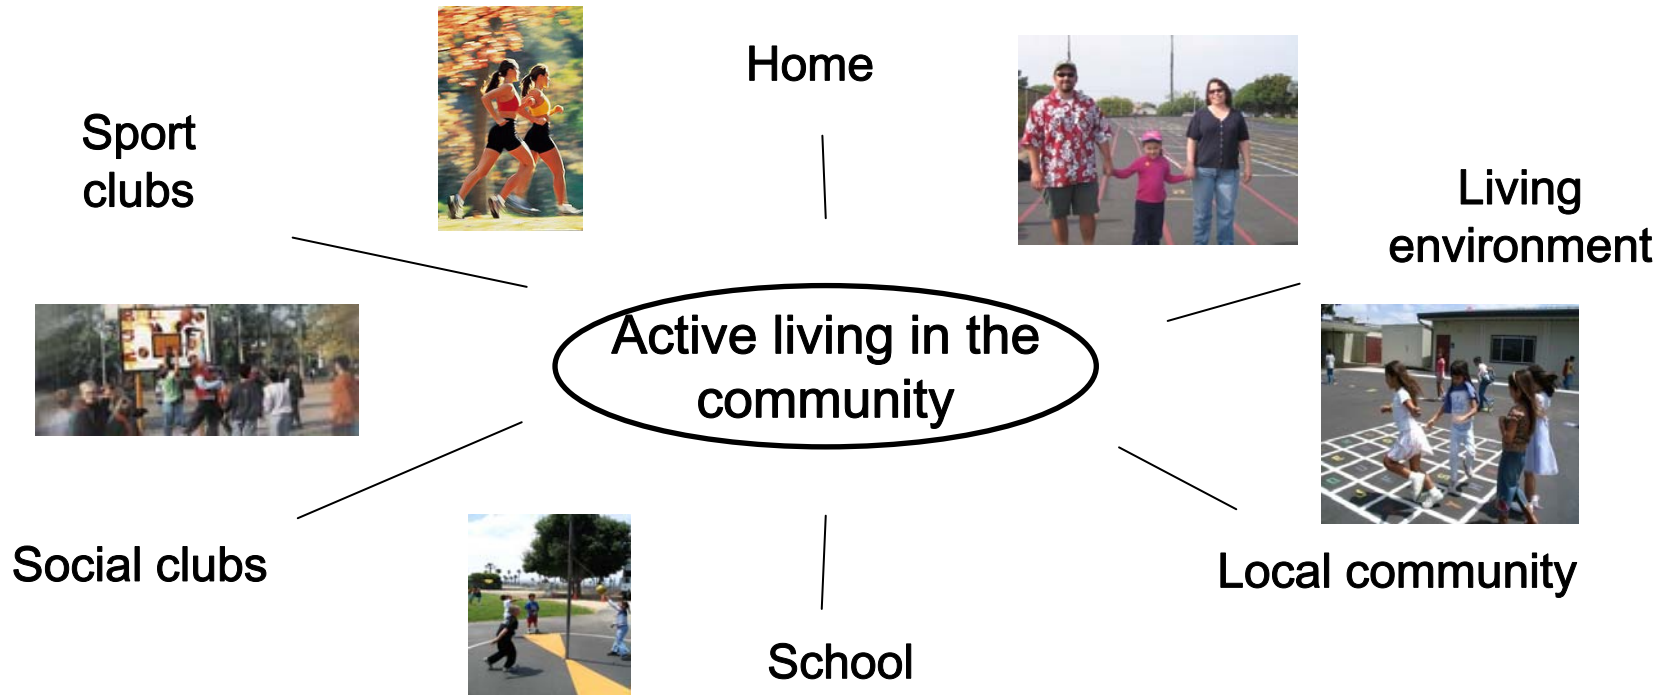 Home
Sport
clubs
Living
environment
Active living in the
community
Social clubs
Local community
School